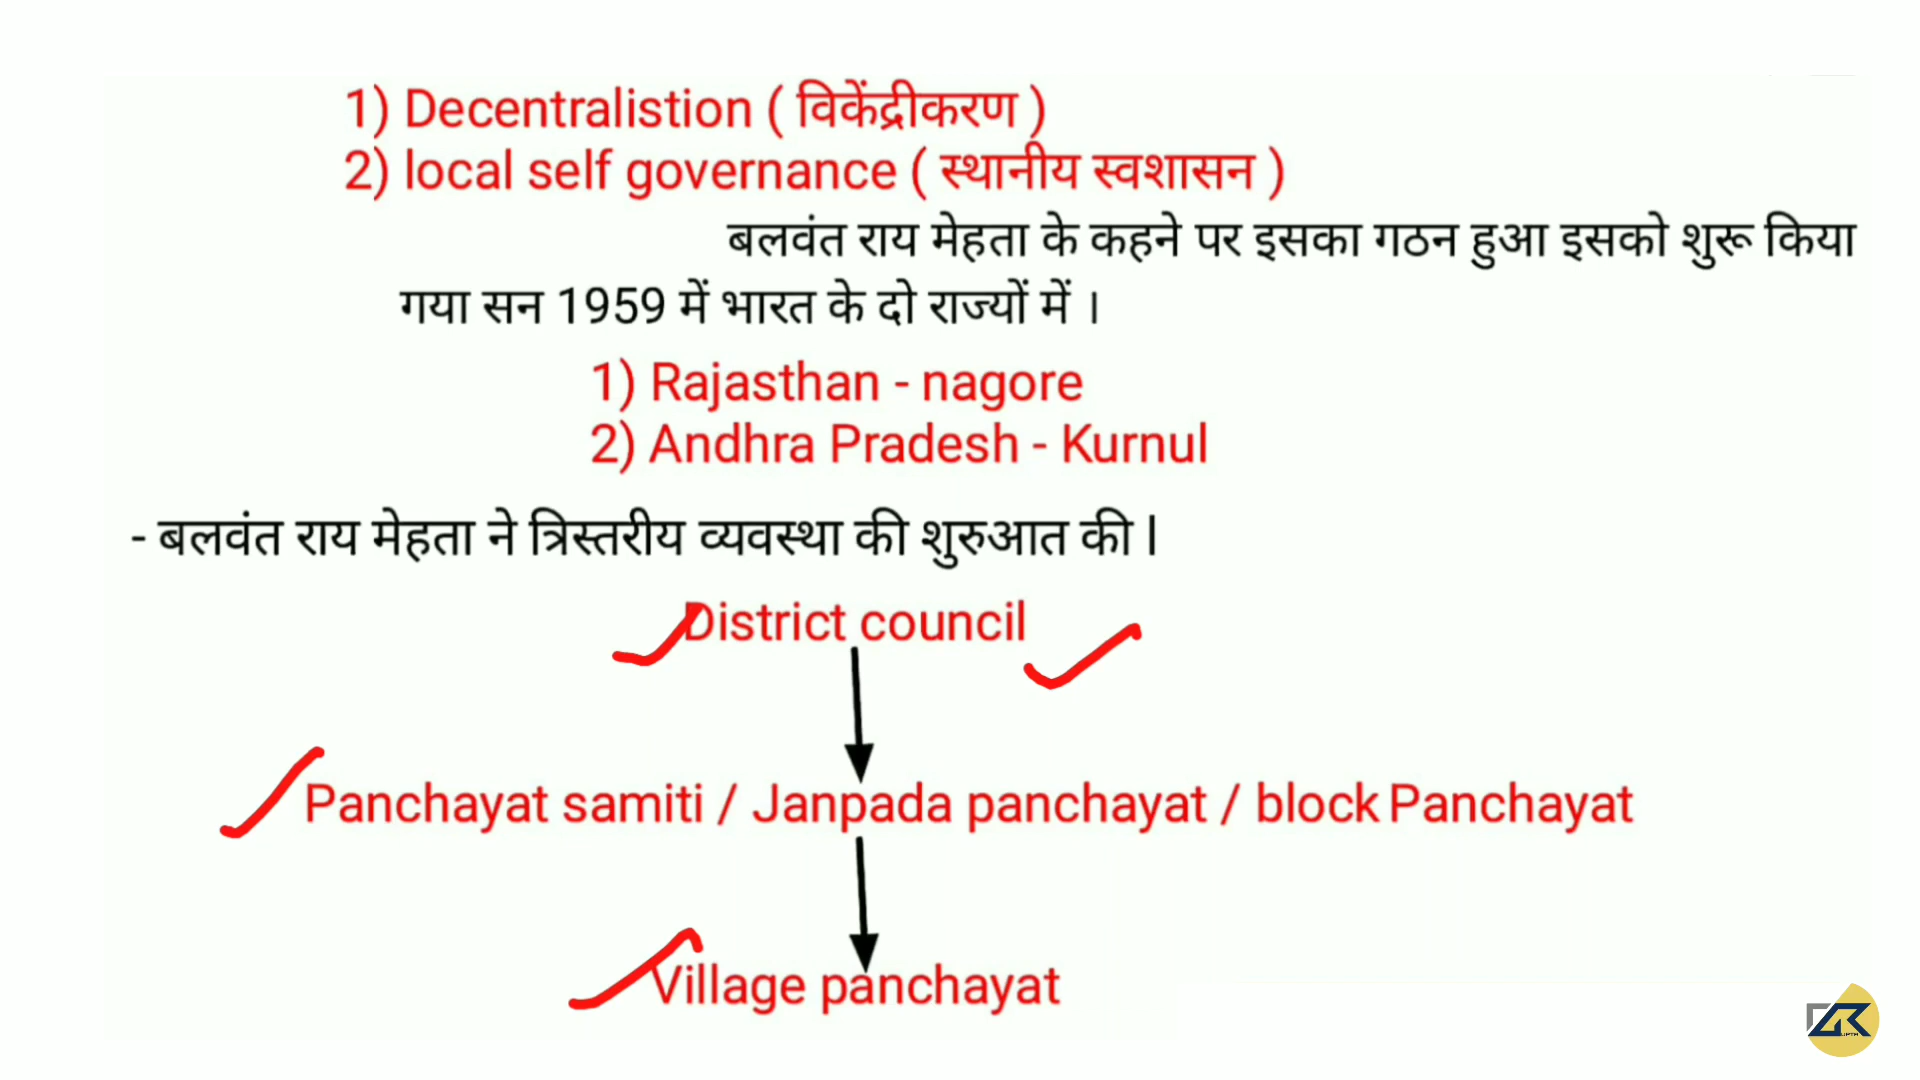 1) Decentralistion ( विकेंद्रीकरण )
2) local self governance ( स्थानीय स्वशासन )
बलवंत राय मेहता के कहने पर इसका गठन हुआ इसको शुरू किया
गया सन 1959 में भारत के दो राज्यों में ।
1) Rajasthan - nagore
2) Andhra Pradesh - Kurnul
- बलवंत राय मेहता ने त्रिस्तरीय व्यवस्था की शुरुआत की l
District council
Panchayat samiti / Janpada panchayat / block Panchayat
Village panchayat